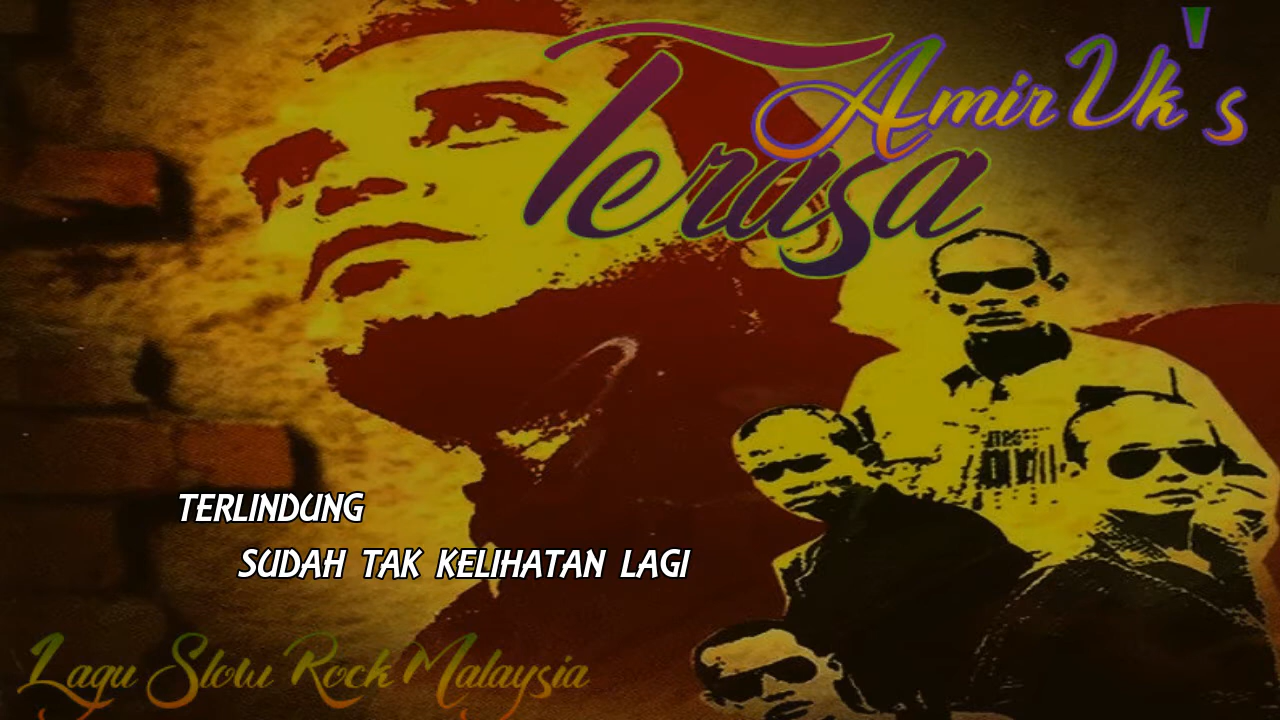 Amir Uk's
Terasa
TERLINDUNG
SUDAH TAK KELIHATAN LAGI
Lagu Slow Rock Malaysia